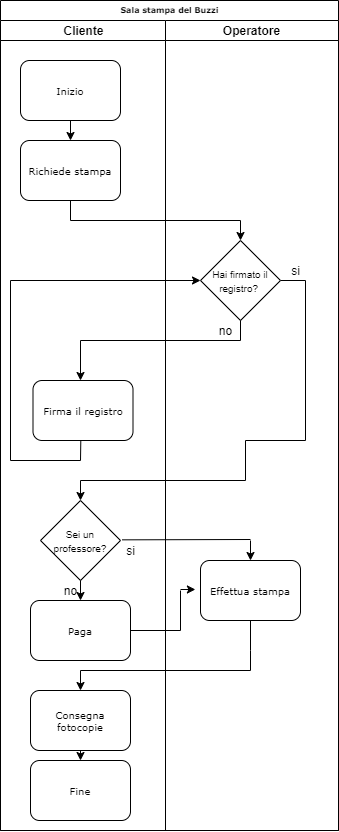 Sala stampa del Buzzi
Cliente
Operatore
Inizio
Richiede stampa
Hai firmato il
registro?
si
no
Firma il registro
Sei un
professore?
si
no
Effettua stampa
Paga
Consegna
fotocopie
Fine